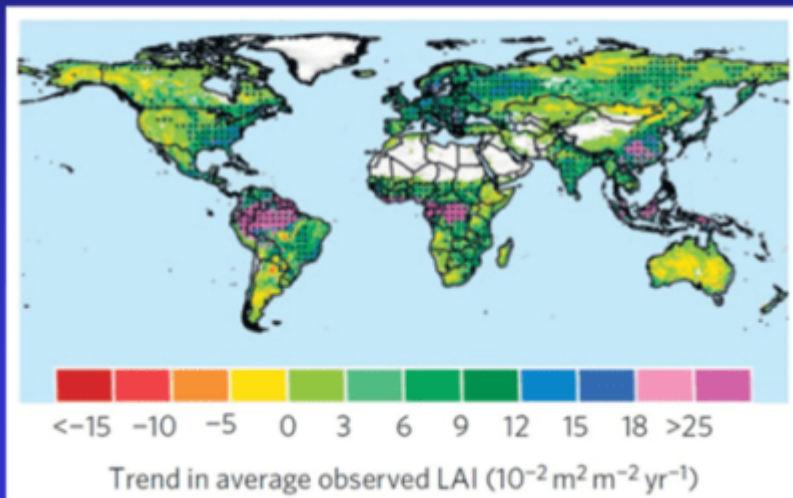 <−15 −10 −5 0 3 6 9 12 15 18 >25
Trend in average observed LAI (10⁻² m² m⁻² yr⁻¹)